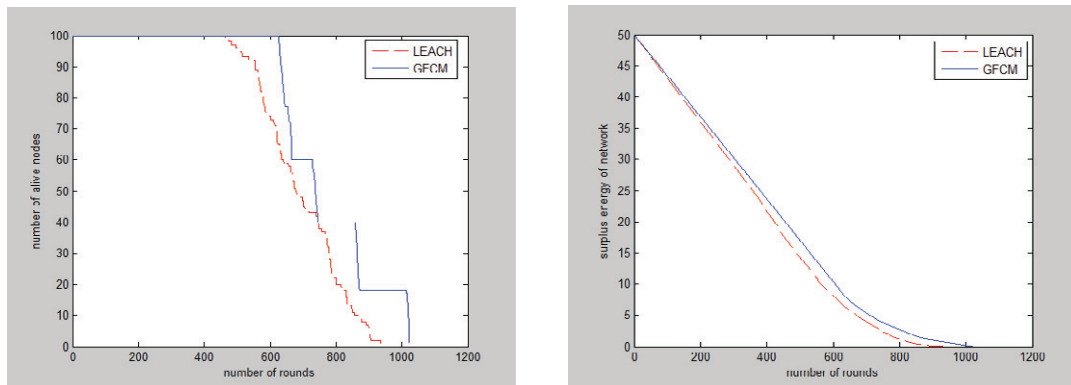 100
90
80
70
60
50
40
30
20
10
0
number of alive nodes
LEACH
GFCM
0 200 400 600 800 1000 1200
number of rounds
50
45
40
35
30
25
20
15
10
5
0
surplus energy of network
LEACH
GFCM
0 200 400 600 800 1000 1200
number of rounds